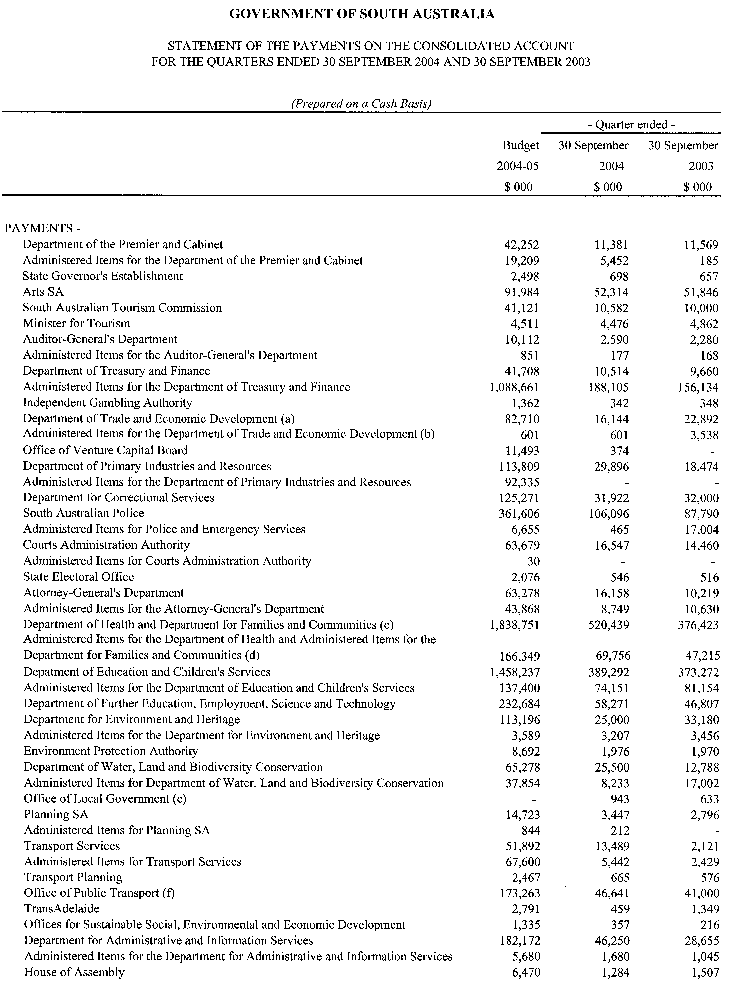 GOVERNMENT OF SOUTH AUSTRALIA
STATEMENT OF THE PAYMENTS ON THE CONSOLIDATED ACCOUNT
FOR THE QUARTERS ENDED 30 SEPTEMBER 2004 AND 30 SEPTEMBER 2003
(Prepared on a Cash Basis)
- Quarter ended -
Budget 30 September 30 September
2004-05 2004 2003
$ 000 $ 000 $ 000
PAYMENTS -
Department of the Premier and Cabinet 42,252 11,381 11,569
Administered Items for the Department of the Premier and Cabinet 19,209 5,452 185
State Governor's Establishment 2,498 698 657
Arts SA 91,984 52,314 51,846
South Australian Tourism Commission 41,121 10,582 10,000
Minister for Tourism 4,511 4,476 4,862
Auditor-General's Department 10,112 2,590 2,280
Administered Items for the Auditor-General's Department 851 177 168
Department of Treasury and Finance 41,708 10,514 9,660
Administered Items for the Department of Treasury and Finance 1,088,661 188,105 156,134
Independent Gambling Authority 1,362 342 348
Department of Trade and Economic Development (a) 82,710 16,144 22,892
Administered Items for the Department of Trade and Economic Development (b) 601 601 3,538
Office of Venture Capital Board 11,493 374 -
Department of Primary Industries and Resources 113,809 29,896 18,474
Administered Items for the Department of Primary Industries and Resources 92,335 - -
Department for Correctional Services 125,271 31,922 32,000
South Australian Police 361,606 106,096 87,790
Administered Items for Police and Emergency Services 6,655 465 17,004
Courts Administration Authority 63,679 16,547 14,460
Administered Items for Courts Administration Authority 30 - -
State Electoral Office 2,076 546 516
Attorney-General's Department 63,278 16,158 10,219
Administered Items for the Attorney-General's Department 43,868 8,749 10,630
Department of Health and Department for Families and Communities (c) 1,838,751 520,439 376,423
Administered Items for the Department of Health and Administered Items for the
Department for Families and Communities (d) 166,349 69,756 47,215
Depatment of Education and Children's Services 1,458,237 389,292 373,272
Administered Items for the Department of Education and Children's Services 137,400 74,151 81,154
Department of Further Education, Employment, Science and Technology 232,684 58,271 46,807
Department for Environment and Heritage 113,196 25,000 33,180
Administered Items for the Department for Environment and Heritage 3,589 3,207 3,456
Environment Protection Authority 8,692 1,976 1,970
Department of Water, Land and Biodiversity Conservation 65,278 25,500 12,788
Administered Items for Department of Water, Land and Biodiversity Conservation 37,854 8,233 17,002
Office of Local Government (e) - 943 633
Planning SA 14,723 3,447 2,796
Administered Items for Planning SA 844 212 -
Transport Services 51,892 13,489 2,121
Administered Items for Transport Services 67,600 5,442 2,429
Transport Planning 2,467 665 576
Office of Public Transport (f) 173,263 46,641 41,000
TransAdelaide 2,791 459 1,349
Offices for Sustainable Social, Environmental and Economic Development 1,335 357 216
Department for Administrative and Information Services 182,172 46,250 28,655
Administered Items for the Department for Administrative and Information Services 5,680 1,680 1,045
House of Assembly 6,470 1,284 1,507